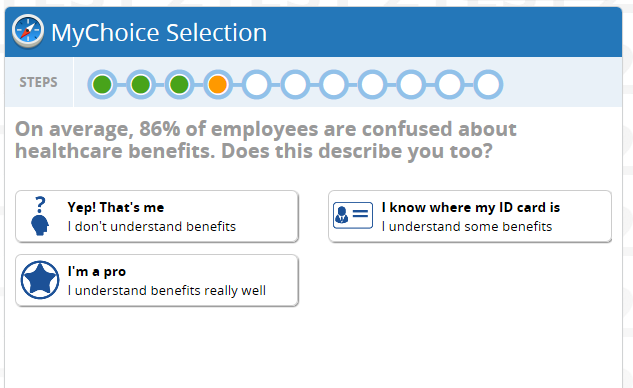 MyChoice Selection
STEPS
On average, 86% of employees are confused about
healthcare benefits. Does this describe you too?
?
Yep! That's me
I don't understand benefits
I know where my ID card is
I understand some benefits
I'm a pro
I understand benefits really well